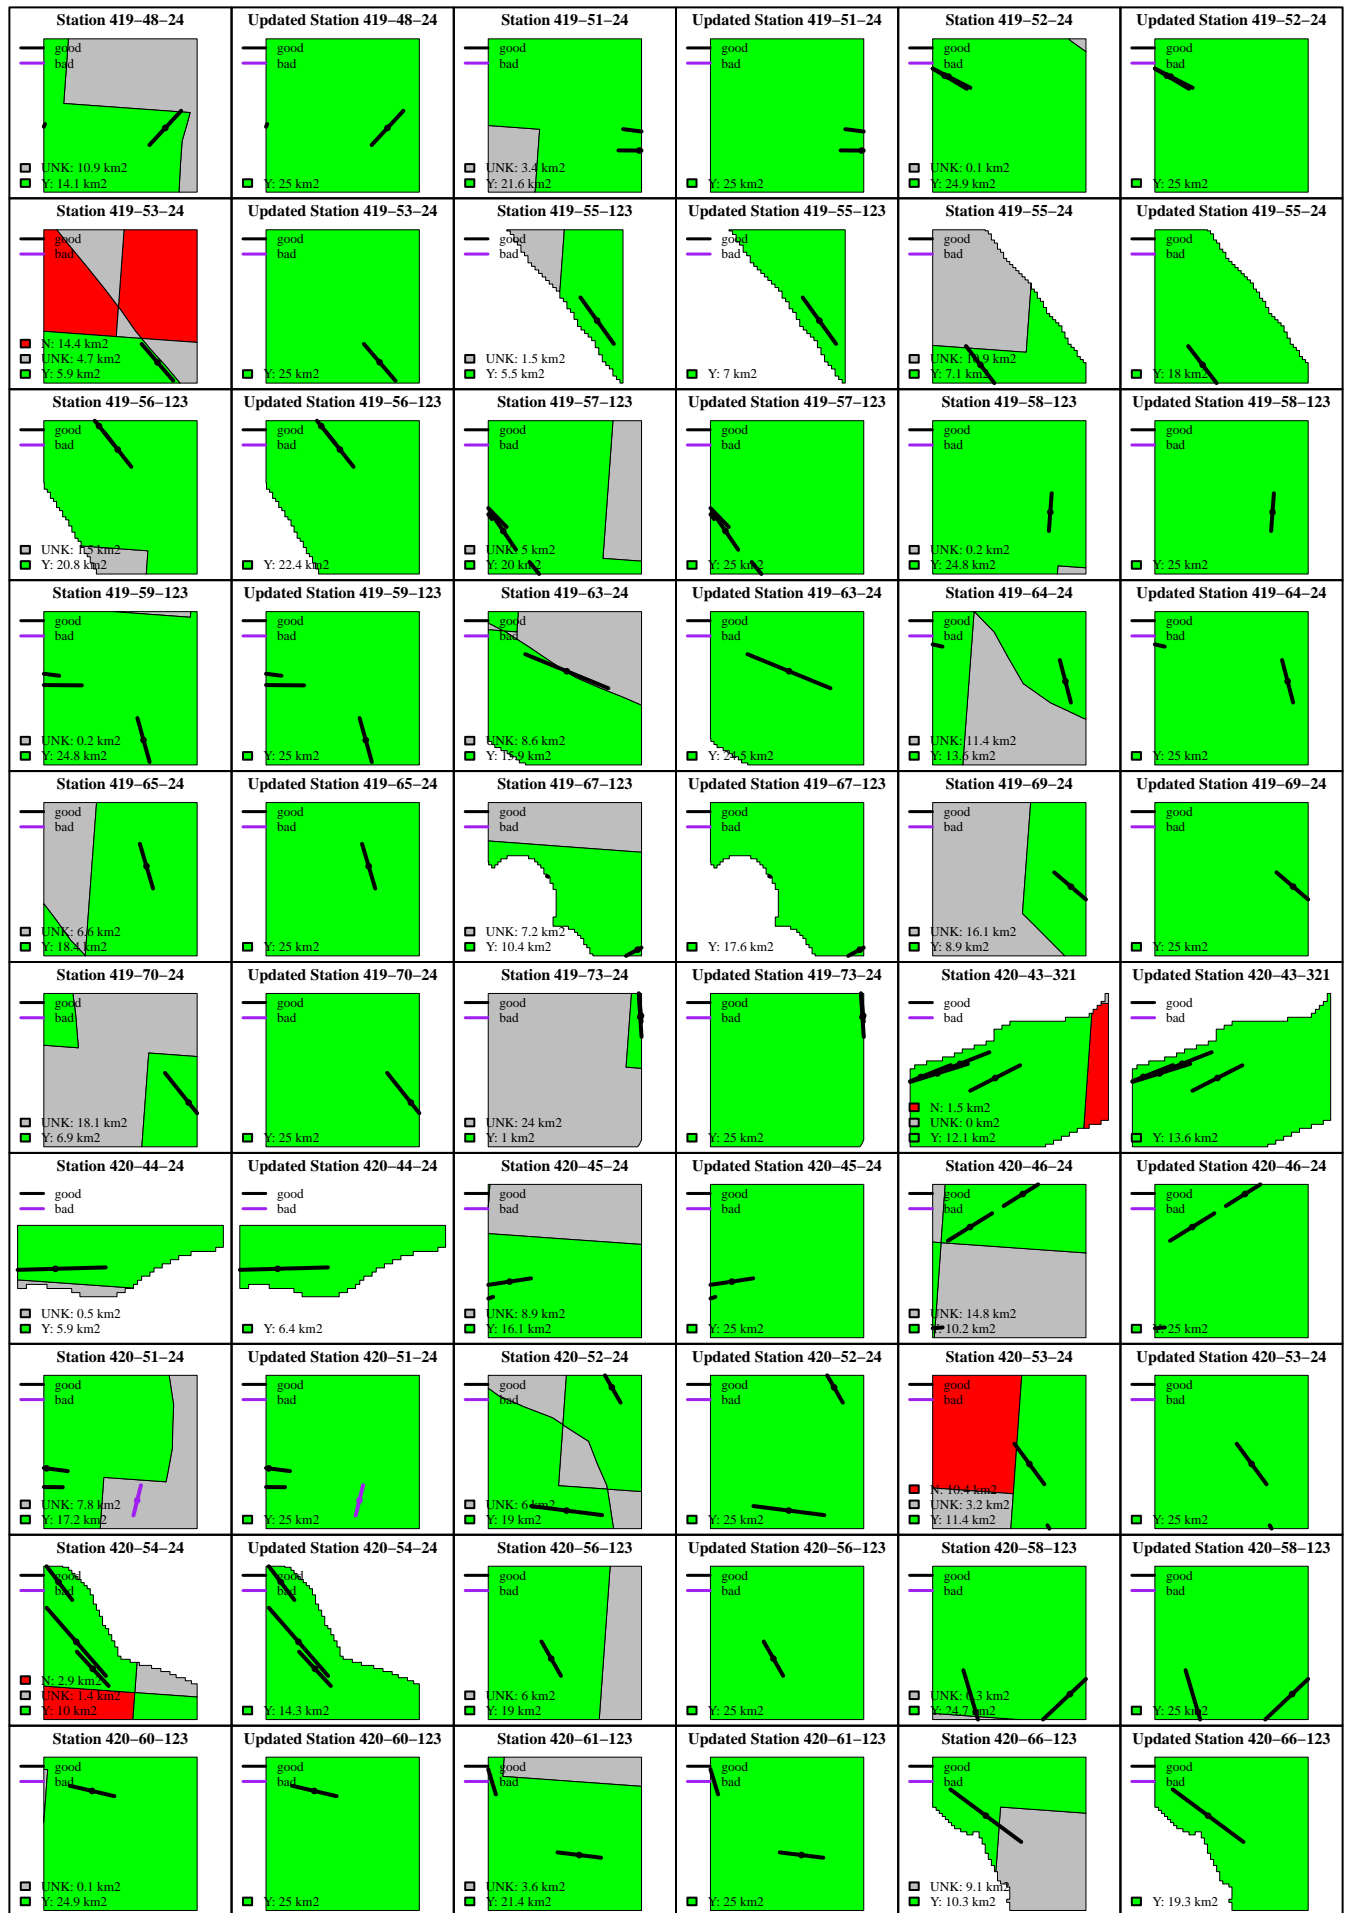 Station 419−48−24
good
bad
UNK: 10.9 km2
Y: 14.1 km2
Updated Station 419−48−24
good
bad
Y: 25 km2
Station 419−51−24
good
bad
UNK: 3.4 km2
Y: 21.6 km2
Updated Station 419−51−24
good
bad
Y: 25 km2
Station 419−52−24
good
bad
UNK: 0.1 km2
Y: 24.9 km2
Updated Station 419−52−24
good
bad
Y: 25 km2
Station 419−53−24
good
bad
N: 14.4 km2
UNK: 4.7 km2
Y: 5.9 km2
Updated Station 419−53−24
good
bad
Y: 25 km2
Station 419−55−123
good
bad
UNK: 1.5 km2
Y: 5.5 km2
Updated Station 419−55−123
good
bad
Y: 7 km2
Station 419−55−24
good
bad
UNK: 10.9 km2
Y: 7.1 km2
Updated Station 419−55−24
good
bad
Y: 18 km2
Station 419−56−123
good
bad
UNK: 1.5 km2
Y: 20.8 km2
Updated Station 419−56−123
good
bad
Y: 22.4 km2
Station 419−57−123
good
bad
UNK: 5 km2
Y: 20 km2
Updated Station 419−57−123
good
bad
Y: 25 km2
Station 419−58−123
good
bad
UNK: 0.2 km2
Y: 24.8 km2
Updated Station 419−58−123
good
bad
Y: 25 km2
Station 419−59−123
good
bad
UNK: 0.2 km2
Y: 24.8 km2
Updated Station 419−59−123
good
bad
Y: 25 km2
Station 419−63−24
good
bad
UNK: 8.6 km2
Y: 15.9 km2
Updated Station 419−63−24
good
bad
Y: 24.5 km2
Station 419−64−24
good
bad
UNK: 11.4 km2
Y: 13.6 km2
Updated Station 419−64−24
good
bad
Y: 25 km2
Station 419−65−24
good
bad
UNK: 6.6 km2
Y: 18.4 km2
Updated Station 419−65−24
good
bad
Y: 25 km2
Station 419−67−123
good
bad
UNK: 7.2 km2
Y: 10.4 km2
Updated Station 419−67−123
good
bad
Y: 17.6 km2
Station 419−69−24
good
bad
UNK: 16.1 km2
Y: 8.9 km2
Updated Station 419−69−24
good
bad
Y: 25 km2
Station 419−70−24
good
bad
UNK: 18.1 km2
Y: 6.9 km2
Updated Station 419−70−24
good
bad
Y: 25 km2
Station 419−73−24
good
bad
UNK: 24 km2
Y: 1 km2
Updated Station 419−73−24
good
bad
Y: 25 km2
Station 420−43−321
good
bad
N: 1.5 km2
UNK: 0 km2
Y: 12.1 km2
Updated Station 420−43−321
good
bad
Y: 13.6 km2
Station 420−44−24
good
bad
UNK: 0.5 km2
Y: 5.9 km2
Updated Station 420−44−24
good
bad
Y: 6.4 km2
Station 420−45−24
good
bad
UNK: 8.9 km2
Y: 16.1 km2
Updated Station 420−45−24
good
bad
Y: 25 km2
Station 420−46−24
good
bad
UNK: 14.8 km2
Y: 10.2 km2
Updated Station 420−46−24
good
bad
Y: 25 km2
Station 420−51−24
good
bad
UNK: 7.8 km2
Y: 17.2 km2
Updated Station 420−51−24
good
bad
Y: 25 km2
Station 420−52−24
good
bad
UNK: 6 km2
Y: 19 km2
Updated Station 420−52−24
good
bad
Y: 25 km2
Station 420−53−24
good
bad
N: 10.4 km2
UNK: 3.2 km2
Y: 11.4 km2
Updated Station 420−53−24
good
bad
Y: 25 km2
Station 420−54−24
good
bad
N: 2.9 km2
UNK: 1.4 km2
Y: 10 km2
Updated Station 420−54−24
good
bad
Y: 14.3 km2
Station 420−56−123
good
bad
UNK: 6 km2
Y: 19 km2
Updated Station 420−56−123
good
bad
Y: 25 km2
Station 420−58−123
good
bad
UNK: 0.3 km2
Y: 24.7 km2
Updated Station 420−58−123
good
bad
Y: 25 km2
Station 420−60−123
good
bad
UNK: 0.1 km2
Y: 24.9 km2
Updated Station 420−60−123
good
bad
Y: 25 km2
Station 420−61−123
good
bad
UNK: 3.6 km2
Y: 21.4 km2
Updated Station 420−61−123
good
bad
Y: 25 km2
Station 420−66−123
good
bad
UNK: 9.1 km2
Y: 10.3 km2
Updated Station 420−66−123
good
bad
Y: 19.3 km2